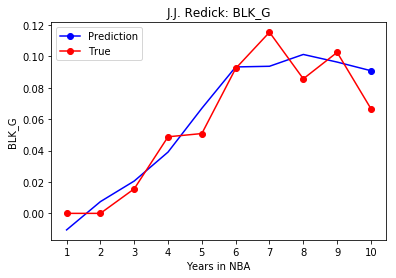 J.J. Redick: BLK_G
Prediction
True
BLK_G
0.12
0.10
0.08
0.06
0.04
0.02
0.00
1 2 3 4 5 6 7 8 9 10
Years in NBA